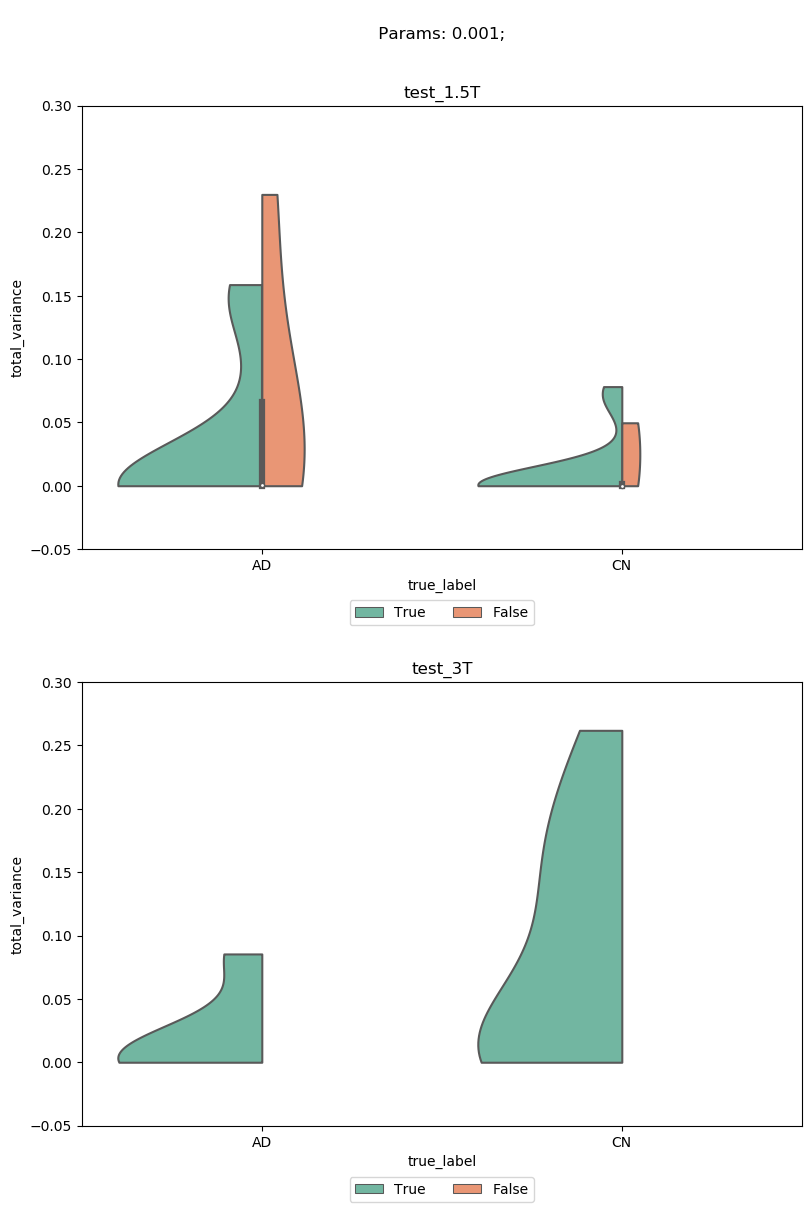 Params: 0.001;
test_1.5T
0.30
0.25
0.20
0.15
0.10
0.05
0.00
−0.05
total_variance
AD CN
true_label
True False
test_3T
0.30
0.25
0.20
0.15
0.10
0.05
0.00
−0.05
total_variance
AD CN
true_label
True False